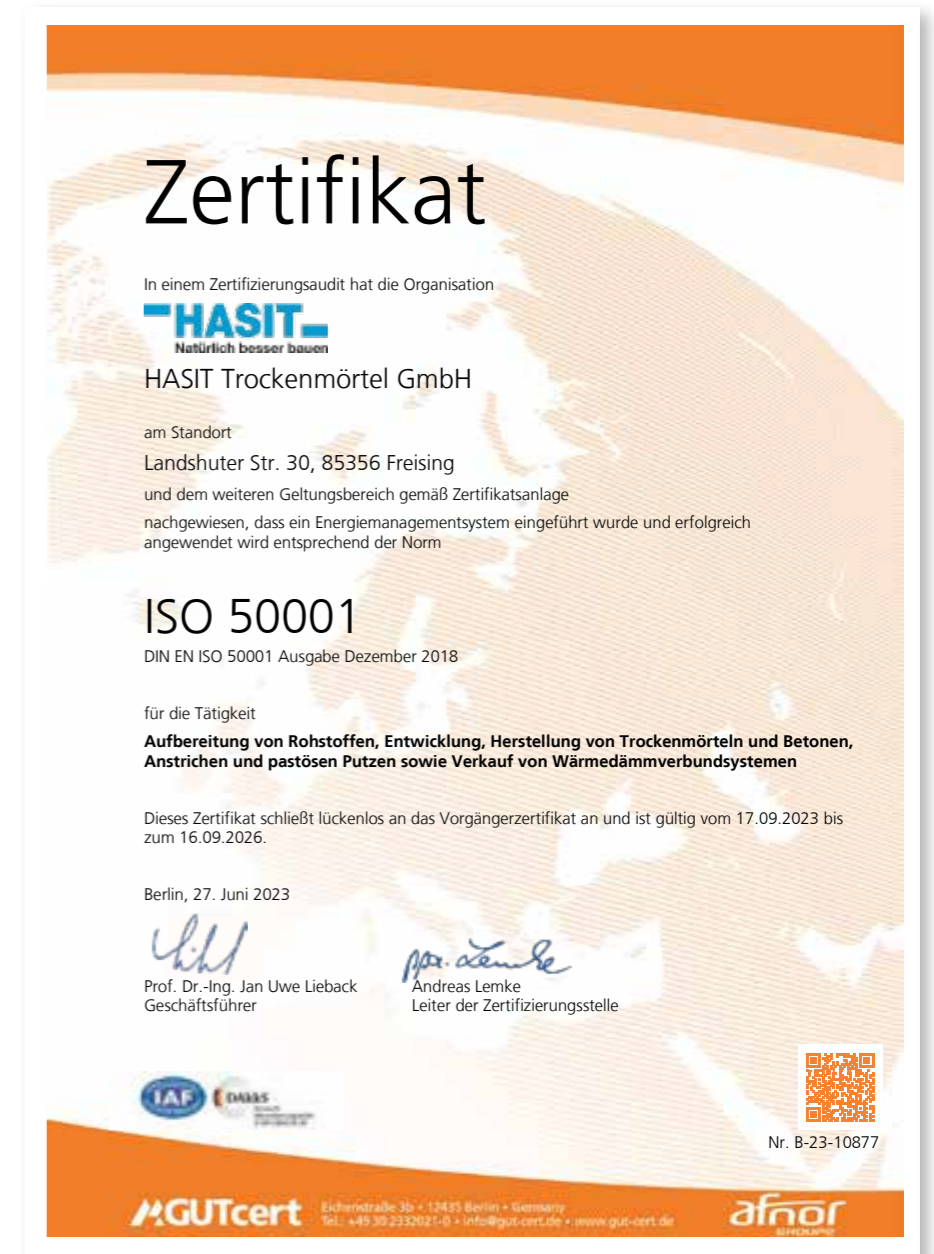 Zertifikat
In einem Zertifizierungsaudit hat die Organisation
HASIT
Natürlich besser bauen
HASIT Trockenmörtel GmbH
am Standort
Landshuter Str. 30, 85356 Freising
und dem weiteren Geltungsbereich gemäß Zertifikatsanlage
nachgewiesen, dass ein Energiemanagementsystem eingeführt wurde und erfolgreich
angewendet wird entsprechend der Norm
ISO 50001
DIN EN ISO 50001 Ausgabe Dezember 2018
für die Tätigkeit
Aufbereitung von Rohstoffen, Entwicklung, Herstellung von Trockenmörteln und Betonen,
Anstrichen und pastösen Putzen sowie Verkauf von Wärmedämmverbundsystemen
Dieses Zertifikat schließt lückenlos an das Vorgängerzertifikat an und ist gültig vom 17.09.2023 bis
zum 16.09.2026.
Berlin, 27. Juni 2023
ppa. Lemke
Prof. Dr.-Ing. Jan Uwe Lieback Andreas Lemke
Geschäftsführer Leiter der Zertifizierungsstelle
IAF DAkkS
Nr. B-23-10877
GUTcert Eichenstraße 3b • 12435 Berlin • Germany
Tel.: +49 30 2332021-0 • info@gut-cert.de • www.gut-cert.de
afnor
GROUPE